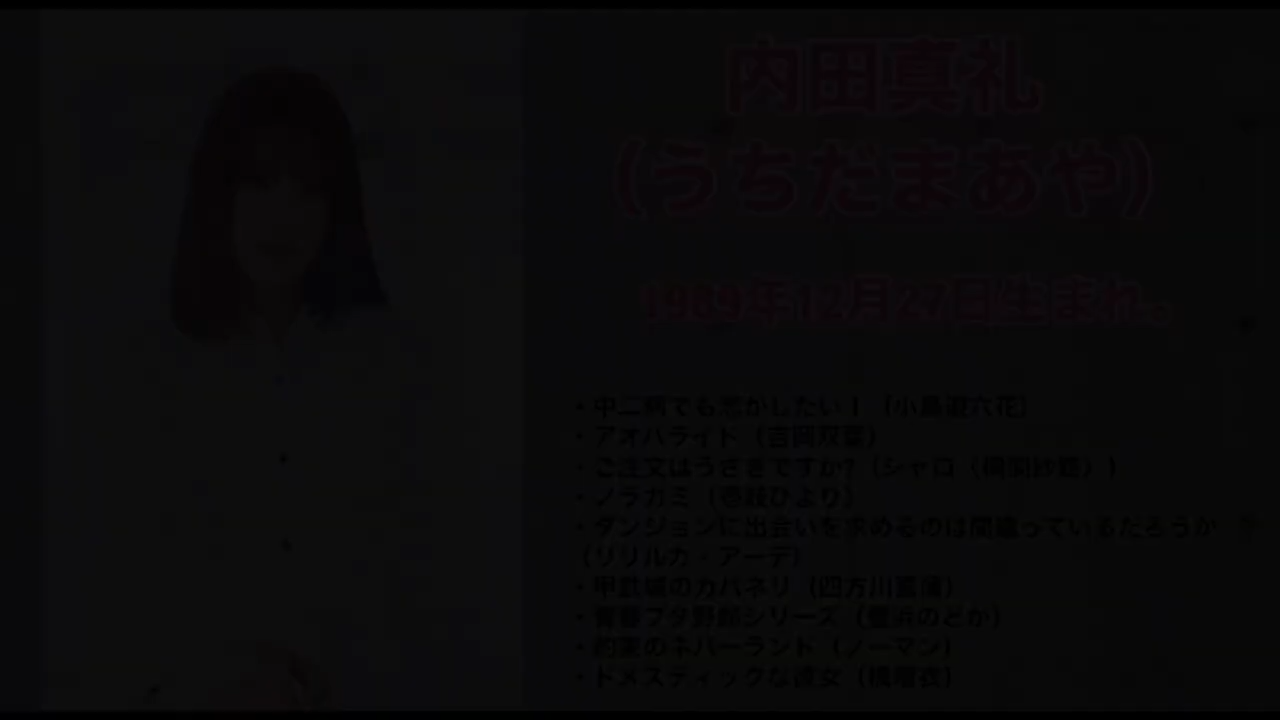 内田真礼
(うちだまあや)
1989年12月27日生まれ。
・中二病でも恋がしたい！（小鳥遊六花）
・アオハライド（吉岡双葉）
・ご注文はうさぎですか?（シャロ（桐間紗路））
・ノラガミ（壱岐ひより）
・ダンジョンに出会いを求めるのは間違っているだろうか
（リリルカ・アーデ）
・甲鉄城のカバネリ（四方川菖蒲）
・青春ブタ野郎シリーズ（豊浜のどか）
・約束のネバーランド（ノーマン）
・ドメスティックな彼女（橘瑠衣）